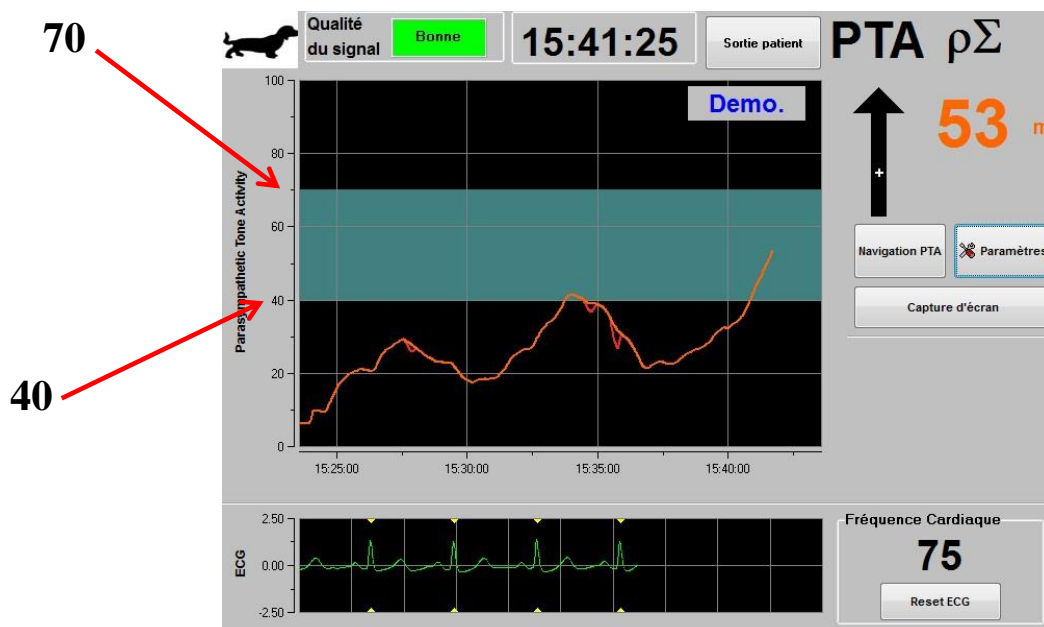 70
40
Qualité
du signal
Bonne
15:41:25
Sortie patient
PTA ρΣ
Demo.
53
m
Navigation PTA
Paramètres
Capture d'écran
Parasympathetic Tone Activity
100
80
60
40
20
0
15:25:00 15:30:00 15:35:00 15:40:00
ECG
2.50
0.00
-2.50
Fréquence Cardiaque
75
Reset ECG